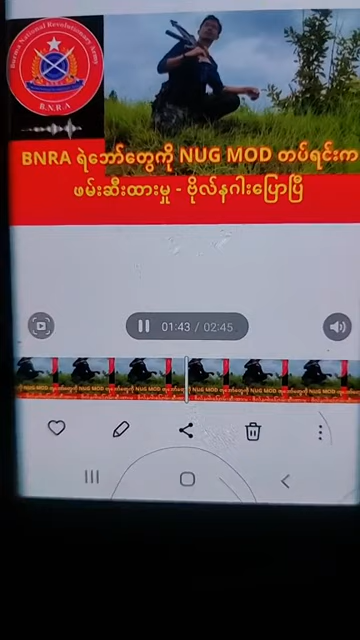 Burma National Revolutionary Army
B.N.R.A
BNRA ရဲဘော်တွေကို NUG MOD တပ်ရင်းက
ဖမ်းဆီးထားမှု - ဗိုလ်နဂါးပြောပြီ
01:43 / 02:45